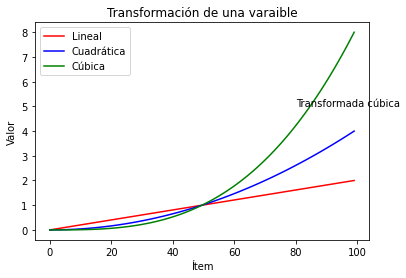 Transformación de una varaible
Lineal
Cuadrática
Cúbica
Transformada cúbica
Valor
8
7
6
5
4
3
2
1
0
0 20 40 60 80 100
Ítem